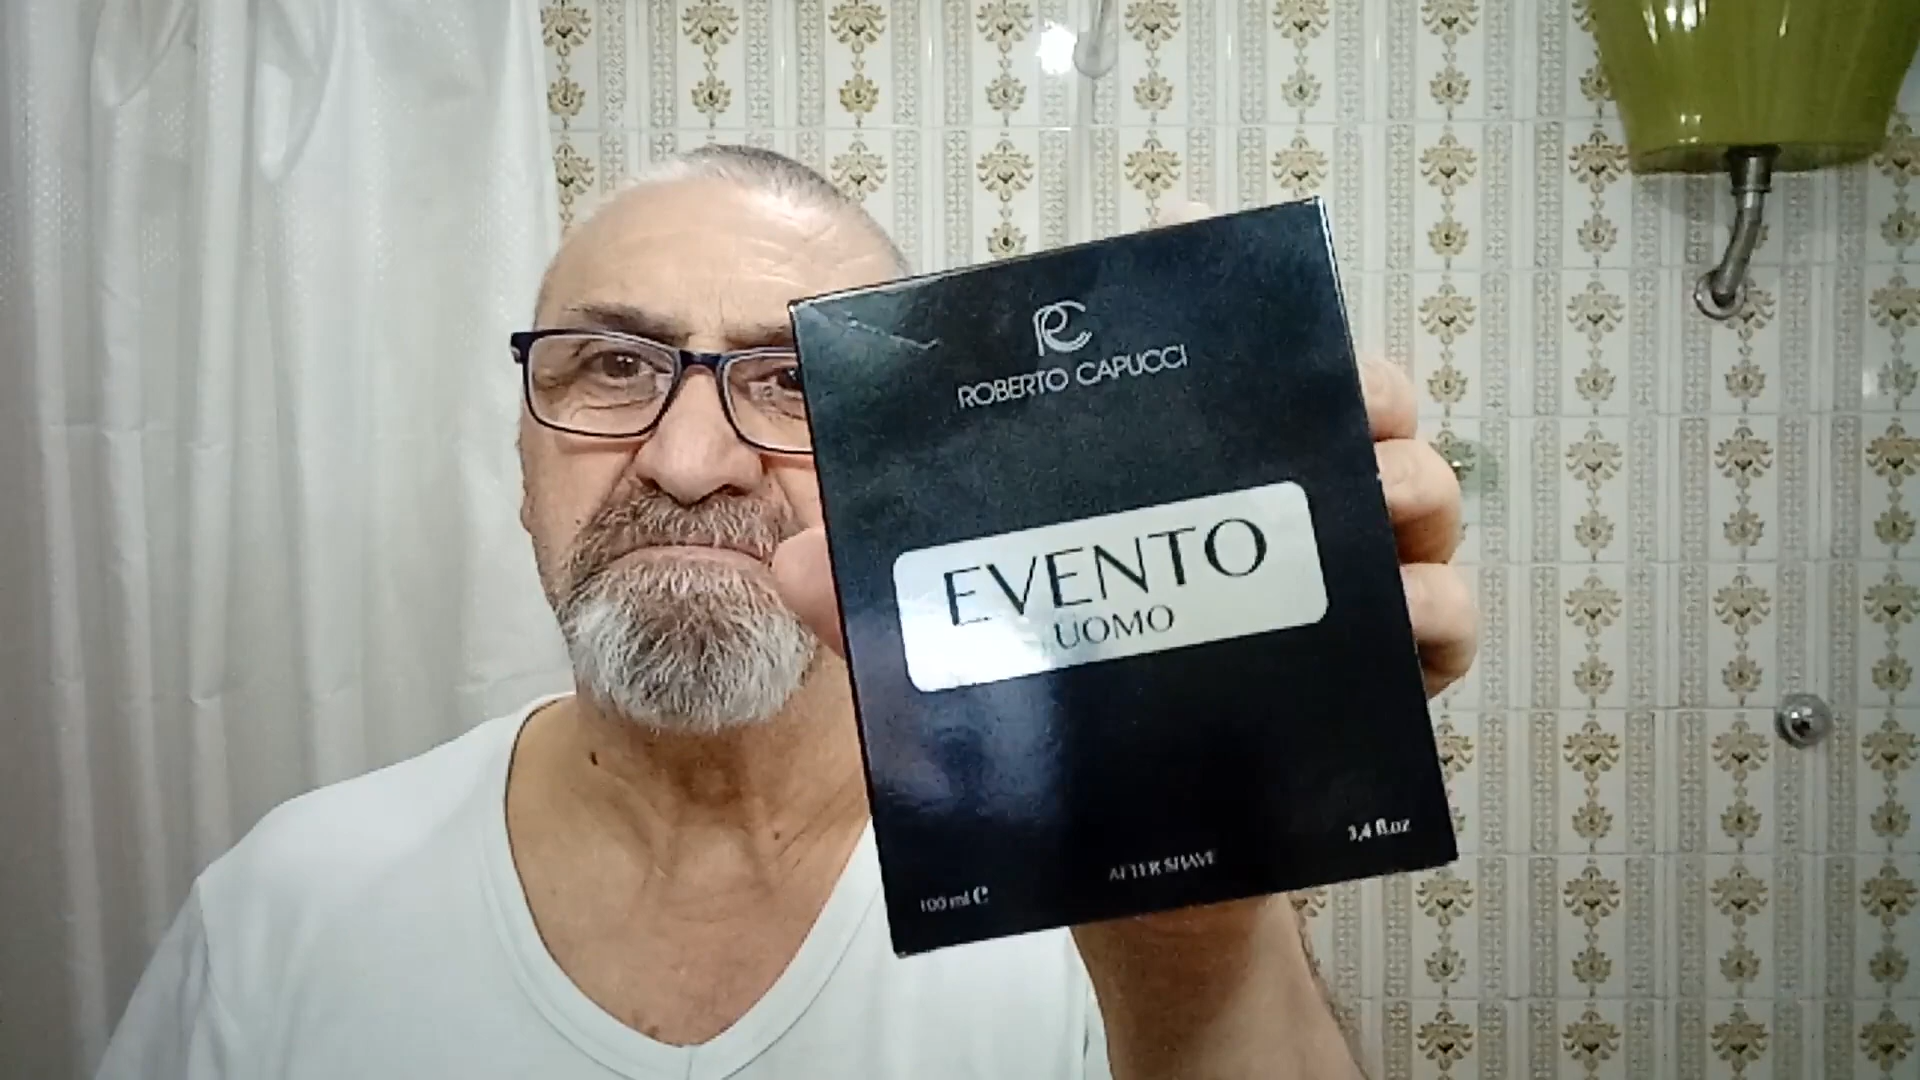 RC
ROBERTO CAPUCCI
EVENTO
UOMO
AFTER SHAVE
100 ml ℮
3,4 fl.oz